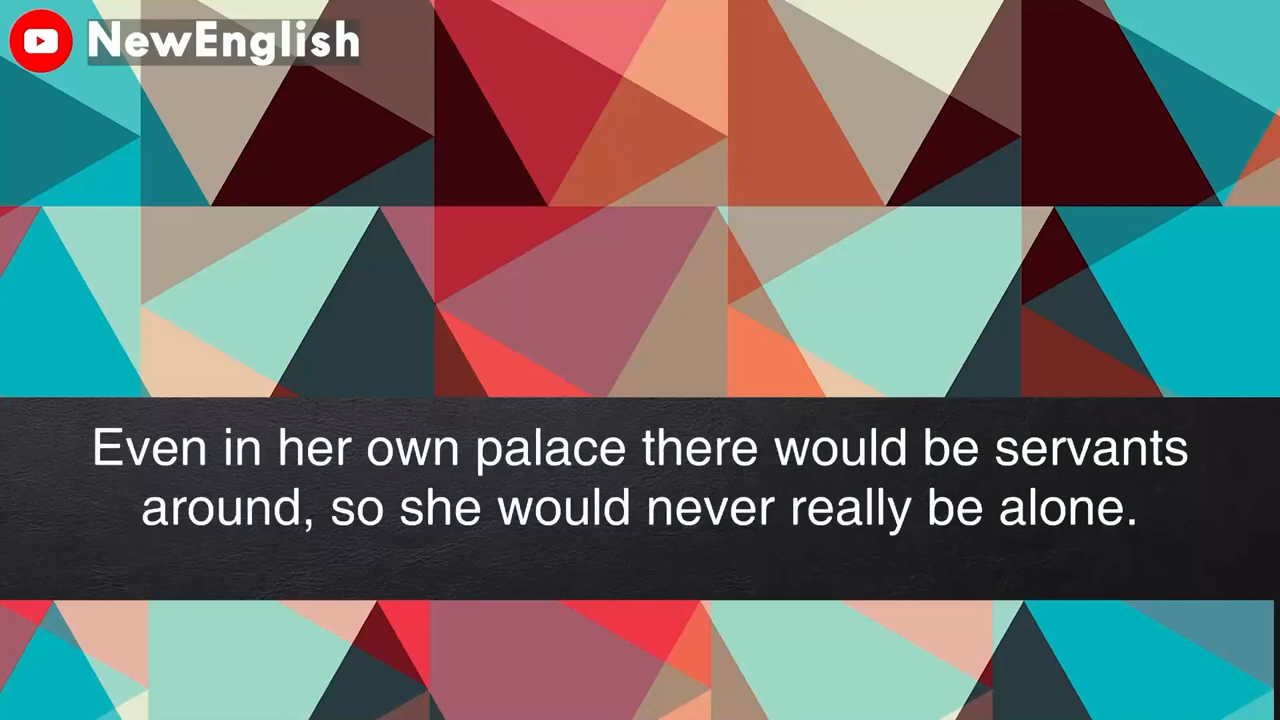 NewEnglish
Even in her own palace there would be servants
around, so she would never really be alone.